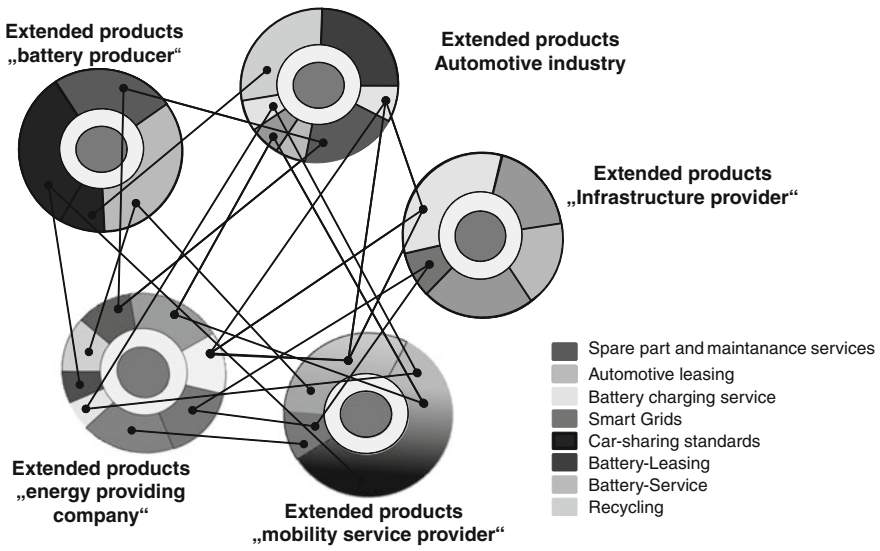 Extended products
„battery producer“
Extended products
Automotive industry
Extended products
„Infrastructure provider“
Spare part and maintanance services
Automotive leasing
Battery charging service
Smart Grids
Car-sharing standards
Battery-Leasing
Battery-Service
Recycling
Extended products
„energy providing
company“
Extended products
„mobility service provider“